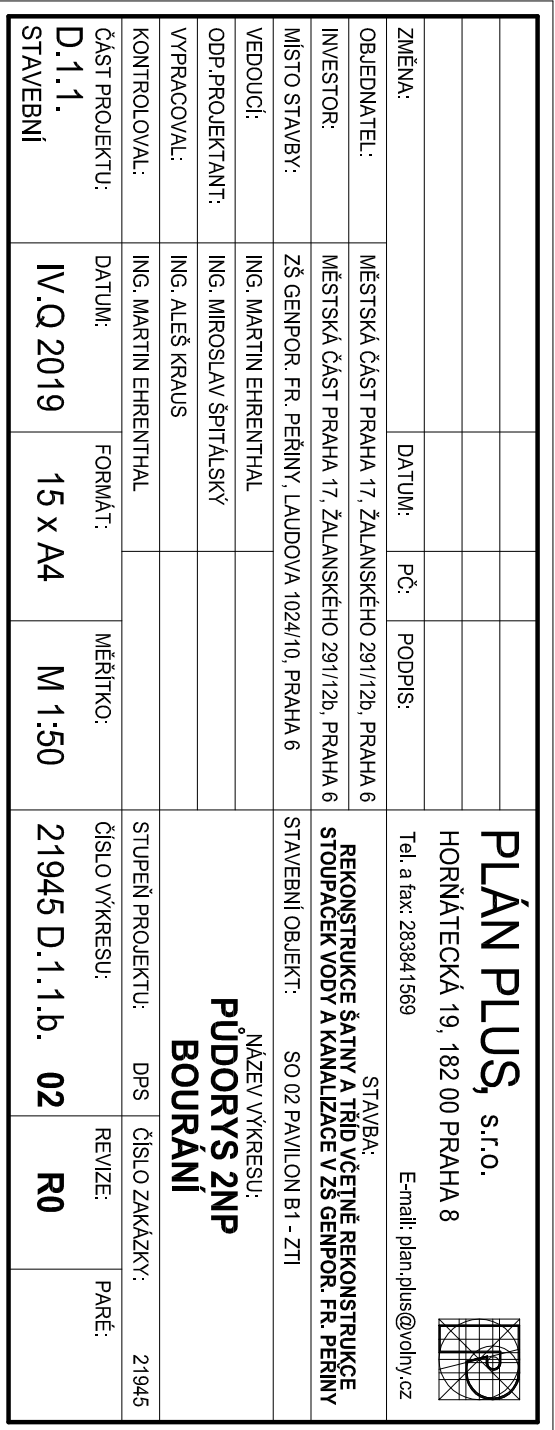 PLÁN PLUS, s.r.o.
HORŇÁTECKÁ 19, 182 00 PRAHA 8
ZMĚNA: DATUM: PČ: PODPIS: Tel. a fax: 283841569 E-mail: plan.plus@volny.cz
OBJEDNATEL: MĚSTSKÁ ČÁST PRAHA 17, ŽALANSKÉHO 291/12b, PRAHA 6
INVESTOR: MĚSTSKÁ ČÁST PRAHA 17, ŽALANSKÉHO 291/12b, PRAHA 6
STAVBA:
REKONSTRUKCE ŠATNY A TŘÍD VČETNĚ REKONSTRUKCE
STOUPAČEK VODY A KANALIZACE V ZŠ GENPOR. FR. PEŘINY
MÍSTO STAVBY: ZŠ GENPOR. FR. PEŘINY, LAUDOVA 1024/10, PRAHA 6
STAVEBNÍ OBJEKT: SO 02 PAVILON B1 - ZTI
VEDOUCÍ: ING. MARTIN EHRENTHAL
ODP.PROJEKTANT: ING. MIROSLAV ŠPITÁLSKÝ
VYPRACOVAL: ING. ALEŠ KRAUS
NÁZEV VÝKRESU:
PŮDORYS 2NP
BOURÁNÍ
KONTROLOVAL: ING. MARTIN EHRENTHAL
STUPEŇ PROJEKTU: DPS ČÍSLO ZAKÁZKY: 21945
ČÁST PROJEKTU: DATUM: FORMÁT: MĚŘÍTKO: ČÍSLO VÝKRESU: REVIZE: PARÉ:
D.1.1.
STAVEBNÍ
IV.Q 2019 15 x A4 M 1:50 21945 D.1.1.b. 02 R0